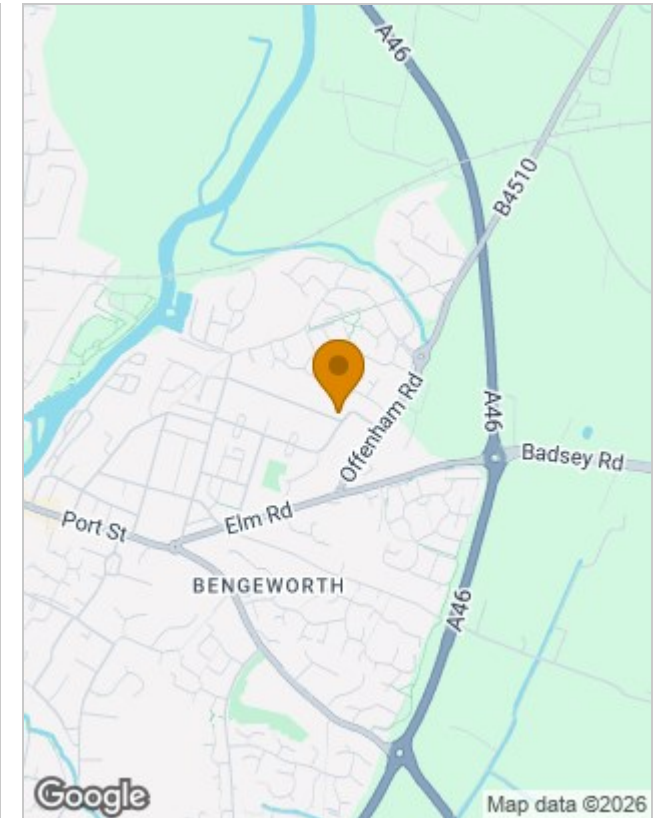 A46
B4510
Offenham Rd
A46
Badsey Rd
Elm Rd
Port St
BENGEWORTH
A46
Google
Map data ©2026